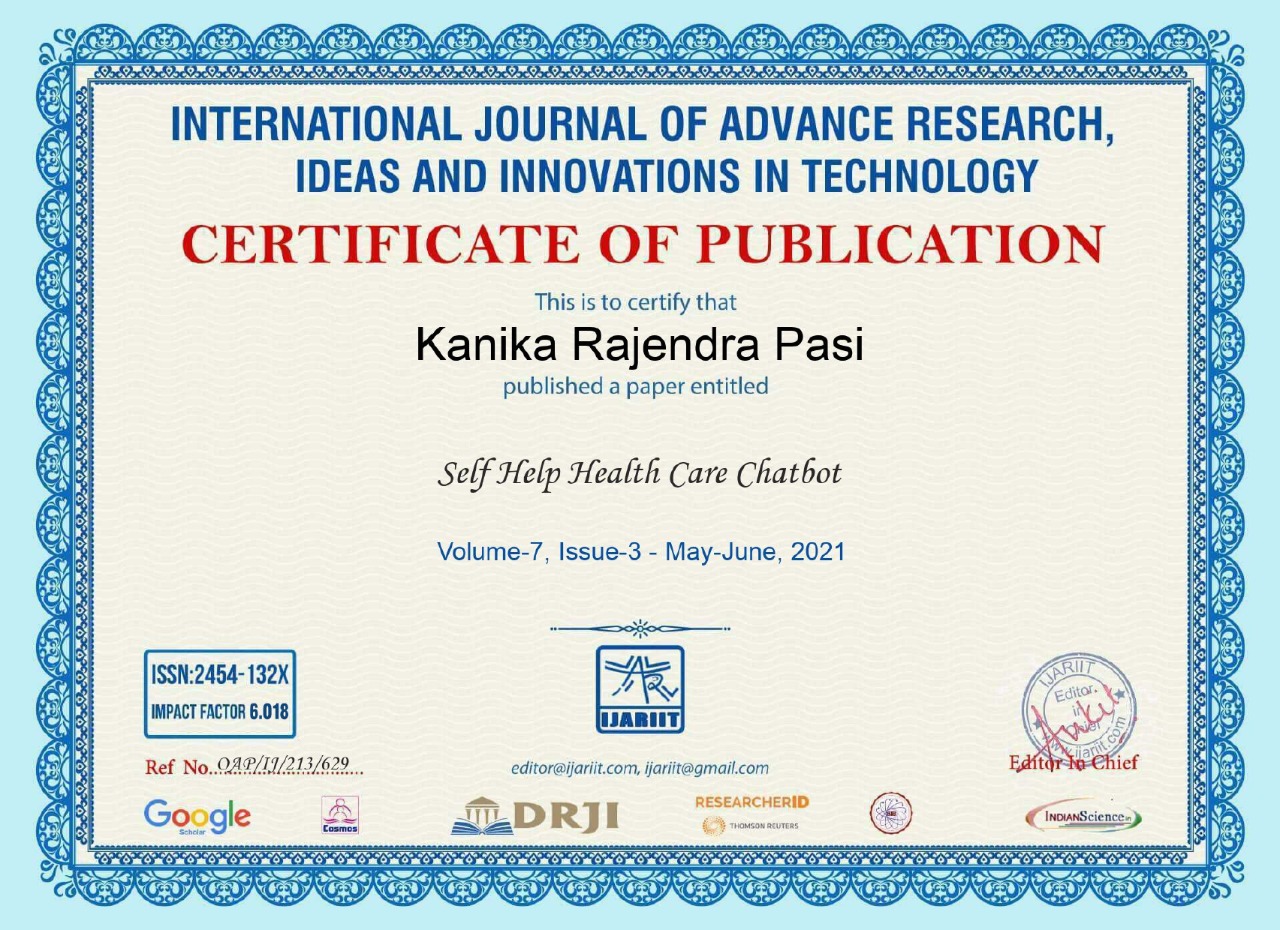 INTERNATIONAL JOURNAL OF ADVANCE RESEARCH,
IDEAS AND INNOVATIONS IN TECHNOLOGY
CERTIFICATE OF PUBLICATION
This is to certify that
Kanika Rajendra Pasi
published a paper entitled
Self Help Health Care Chatbot
Volume-7, Issue-3 - May-June, 2021
ISSN:2454-132X
IMPACT FACTOR 6.018
IJARIIT
IJARIIT
Editor
in
Chief
www.ijariit.com
Ankit
Ref No. OAP/IJ/213/629
editor@ijariit.com, ijariit@gmail.com
Editor In Chief
Google
Scholar
Cosmos
DRJI
RESEARCHERID
THOMSON REUTERS
INDIANScience.in